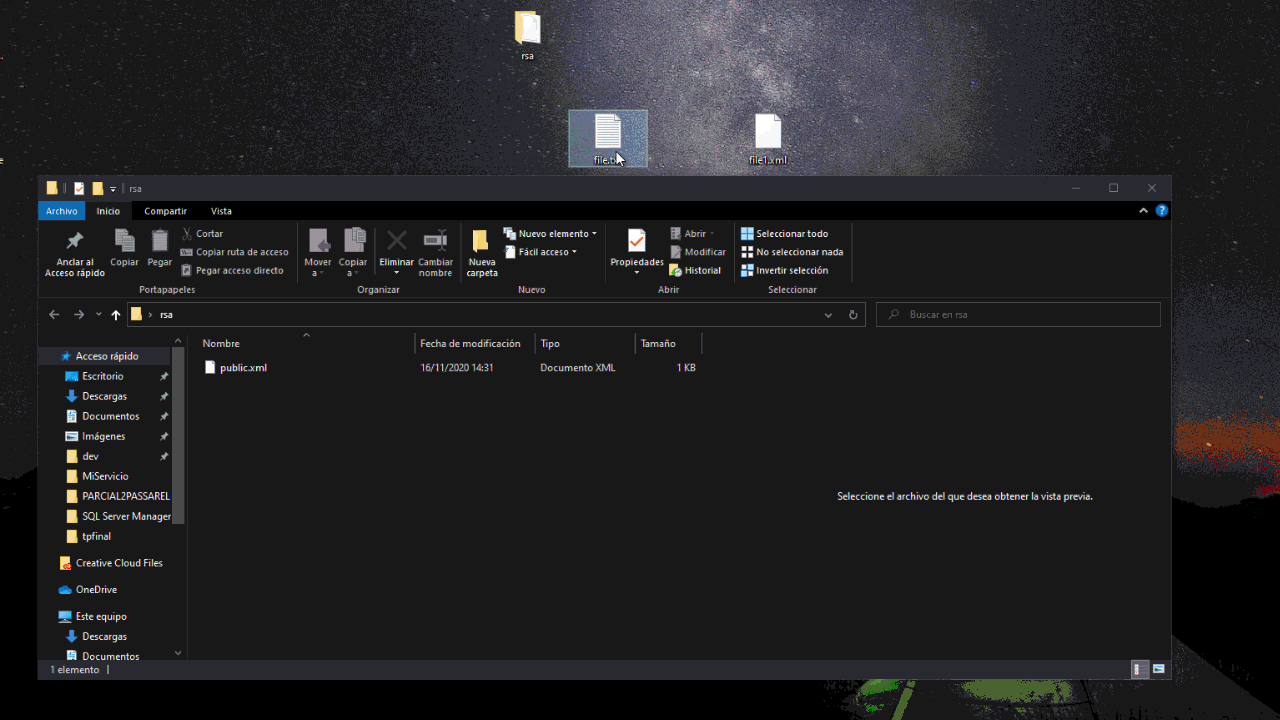 rsa
file1.xml
rsa
Archivo Inicio Compartir Vista
Anclar al
Acceso rápido
Copiar
Pegar
Cortar
Copiar ruta de acceso
Pegar acceso directo
Portapapeles
Mover
a
Copiar
a
Eliminar
Cambiar
nombre
Organizar
Nueva
carpeta
Nuevo elemento
Fácil acceso
Nuevo
Propiedades
Abrir
Modificar
Historial
Abrir
Seleccionar todo
No seleccionar nada
Invertir selección
Seleccionar
rsa
Buscar en rsa
Nombre Fecha de modificación Tipo Tamaño
public.xml 16/11/2020 14:31 Documento XML 1 KB
Acceso rápido
Escritorio
Descargas
Documentos
Imágenes
dev
MiServicio
PARCIAL2PASSAREL
SQL Server Manager
tpfinal
Creative Cloud Files
OneDrive
Este equipo
Descargas
Documentos
Seleccione el archivo del que desea obtener la vista previa.
1 elemento